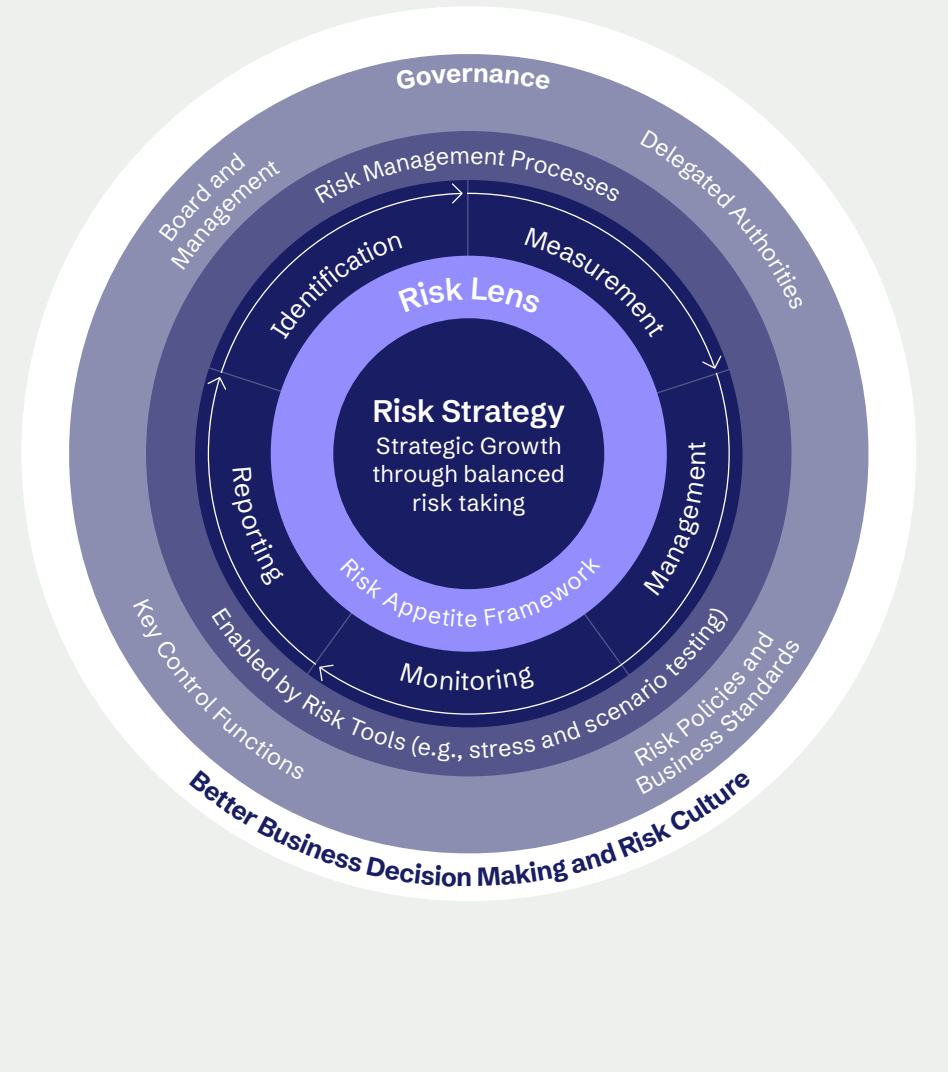 Governance
Board and
Management
Delegated Authorities
Risk Management Processes
Identification
Measurement
Risk Lens
Risk Strategy
Strategic Growth
through balanced
risk taking
Reporting
Management
Risk Appetite Framework
Monitoring
Enabled by Risk Tools (e.g., stress and scenario testing)
Key Control Functions
Risk Policies and
Business Standards
Better Business Decision Making and Risk Culture